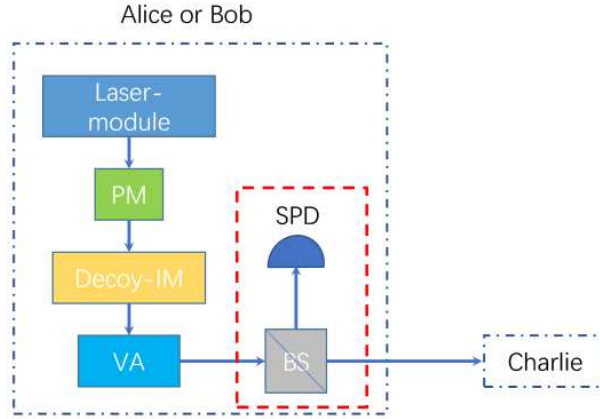 Alice or Bob
Laser-
module
PM
SPD
Decoy-IM
VA
BS
Charlie